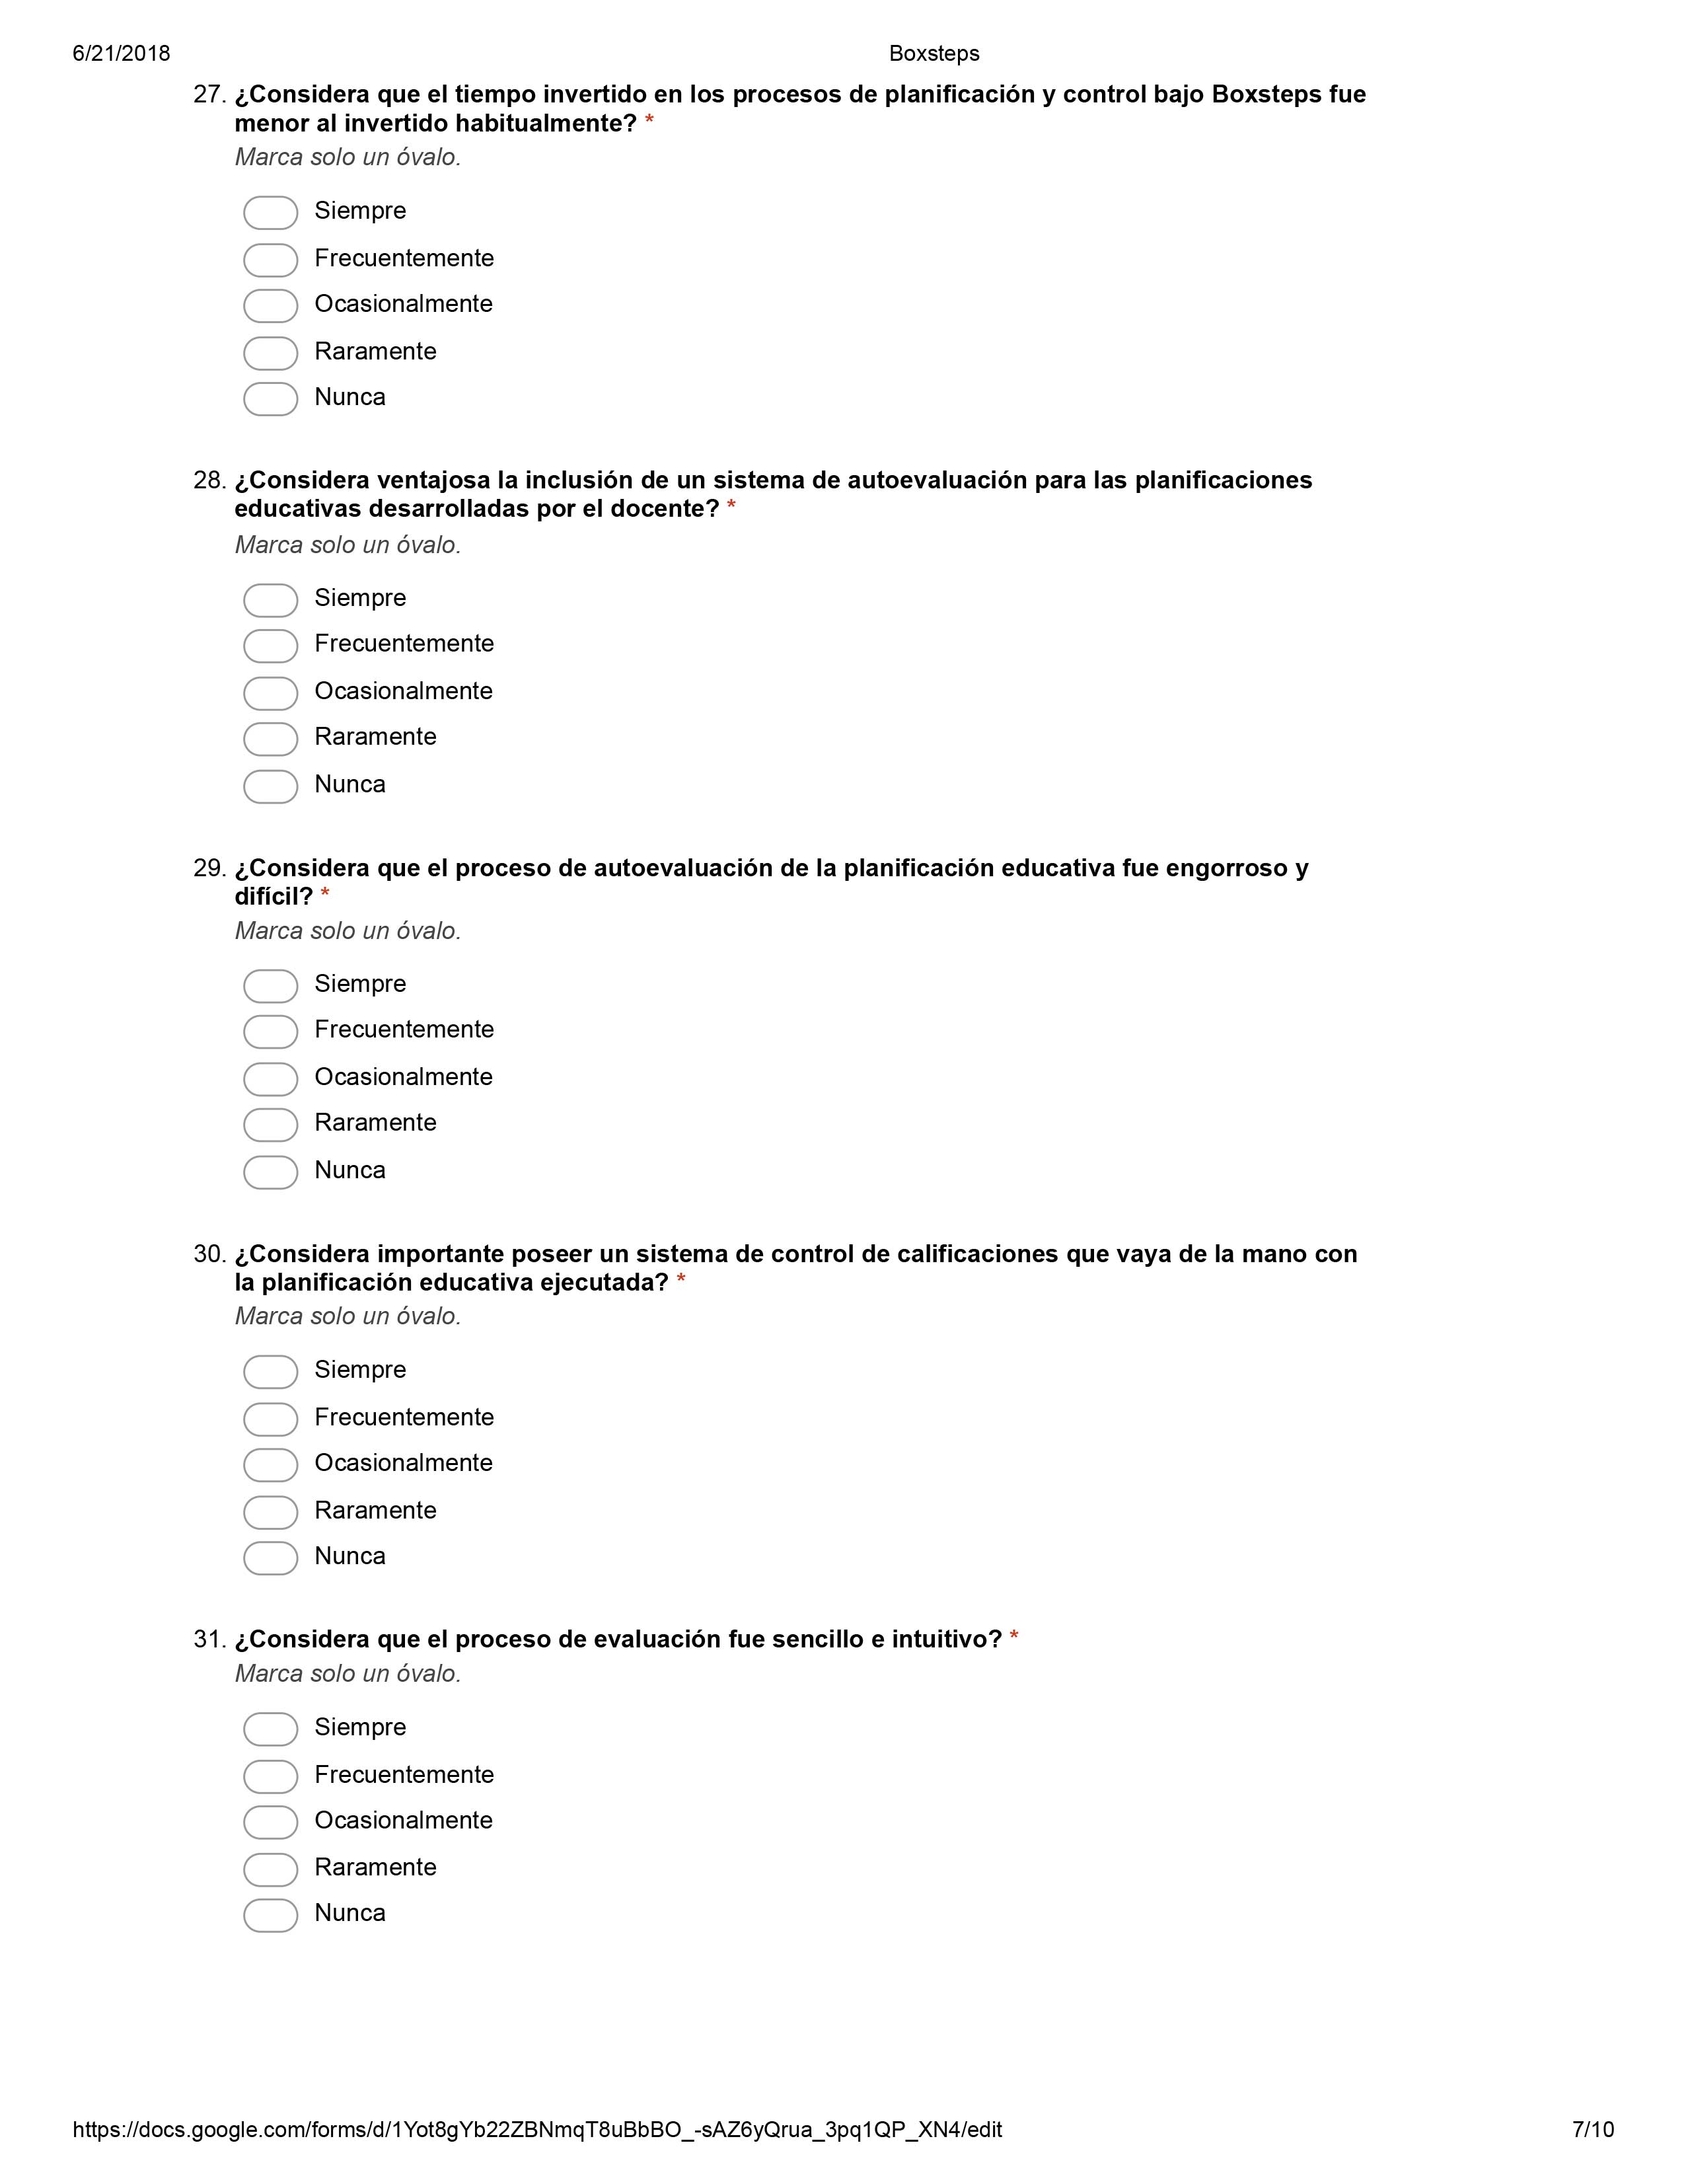 6/21/2018 Boxsteps
27. ¿Considera que el tiempo invertido en los procesos de planificación y control bajo Boxsteps fue
menor al invertido habitualmente? *
Marca solo un óvalo.
Siempre
Frecuentemente
Ocasionalmente
Raramente
Nunca
28. ¿Considera ventajosa la inclusión de un sistema de autoevaluación para las planificaciones
educativas desarrolladas por el docente? *
Marca solo un óvalo.
Siempre
Frecuentemente
Ocasionalmente
Raramente
Nunca
29. ¿Considera que el proceso de autoevaluación de la planificación educativa fue engorroso y
difícil? *
Marca solo un óvalo.
Siempre
Frecuentemente
Ocasionalmente
Raramente
Nunca
30. ¿Considera importante poseer un sistema de control de calificaciones que vaya de la mano con
la planificación educativa ejecutada? *
Marca solo un óvalo.
Siempre
Frecuentemente
Ocasionalmente
Raramente
Nunca
31. ¿Considera que el proceso de evaluación fue sencillo e intuitivo? *
Marca solo un óvalo.
Siempre
Frecuentemente
Ocasionalmente
Raramente
Nunca
https://docs.google.com/forms/d/1Yot8gYb22ZBNmqT8uBbBO_-sAZ6yQrua_3pq1QP_XN4/edit 7/10